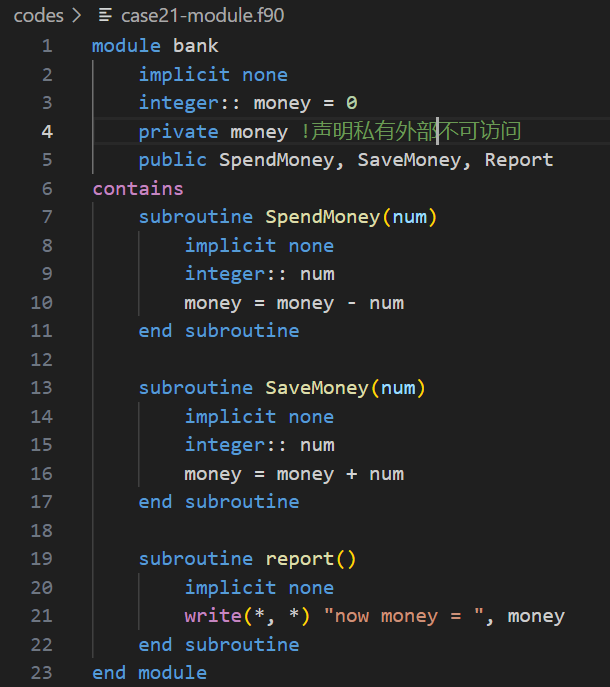 codes > case21-module.f90
1 module bank
2 implicit none
3 integer:: money = 0
4 private money !声明私有外部不可访问
5 public SpendMoney, SaveMoney, Report
6 contains
7 subroutine SpendMoney(num)
8 implicit none
9 integer:: num
10 money = money - num
11 end subroutine
12
13 subroutine SaveMoney(num)
14 implicit none
15 integer:: num
16 money = money + num
17 end subroutine
18
19 subroutine report()
20 implicit none
21 write(*, *) "now money = ", money
22 end subroutine
23 end module